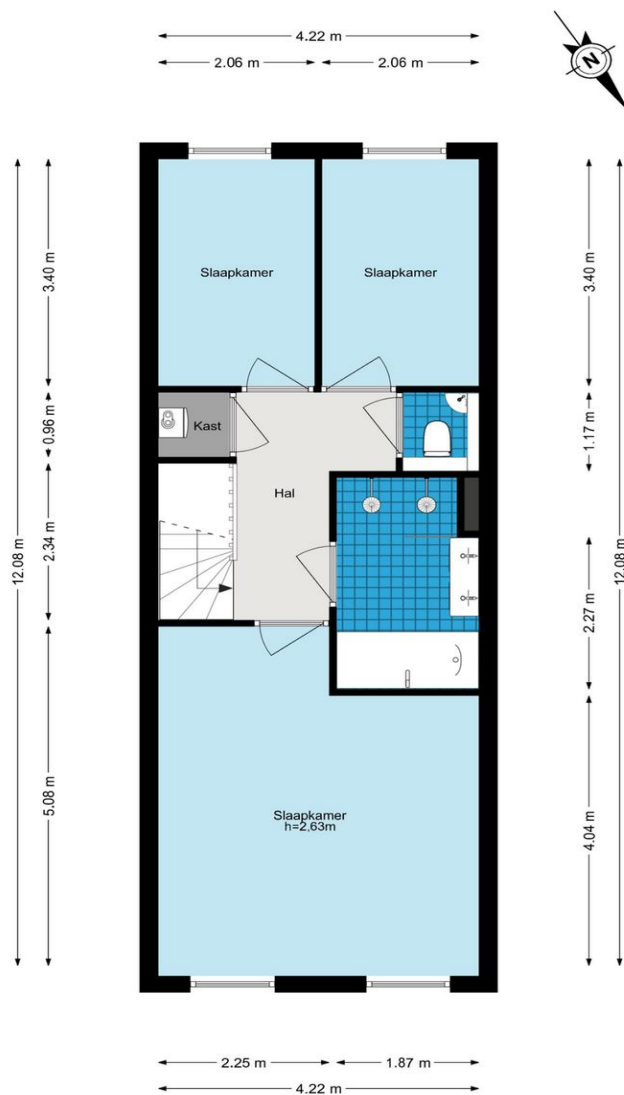 4.22 m
2.06 m
2.06 m
N
3.40 m
3.40 m
Slaapkamer
Slaapkamer
0.96 m
1.17 m
Kast
Hal
2.34 m
12.08 m
12.08 m
2.27 m
5.08 m
4.04 m
Slaapkamer
h=2,63m
2.25 m
1.87 m
4.22 m